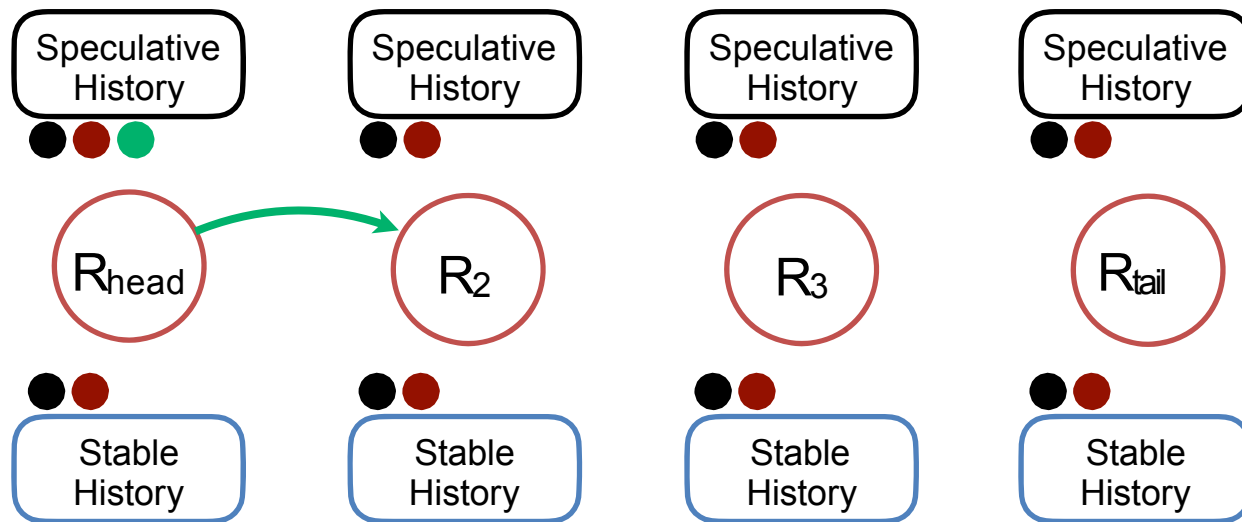 Speculative
History
Speculative
History
Speculative
History
Speculative
History
Rhead
R2
R3
Rtail
Stable
History
Stable
History
Stable
History
Stable
History